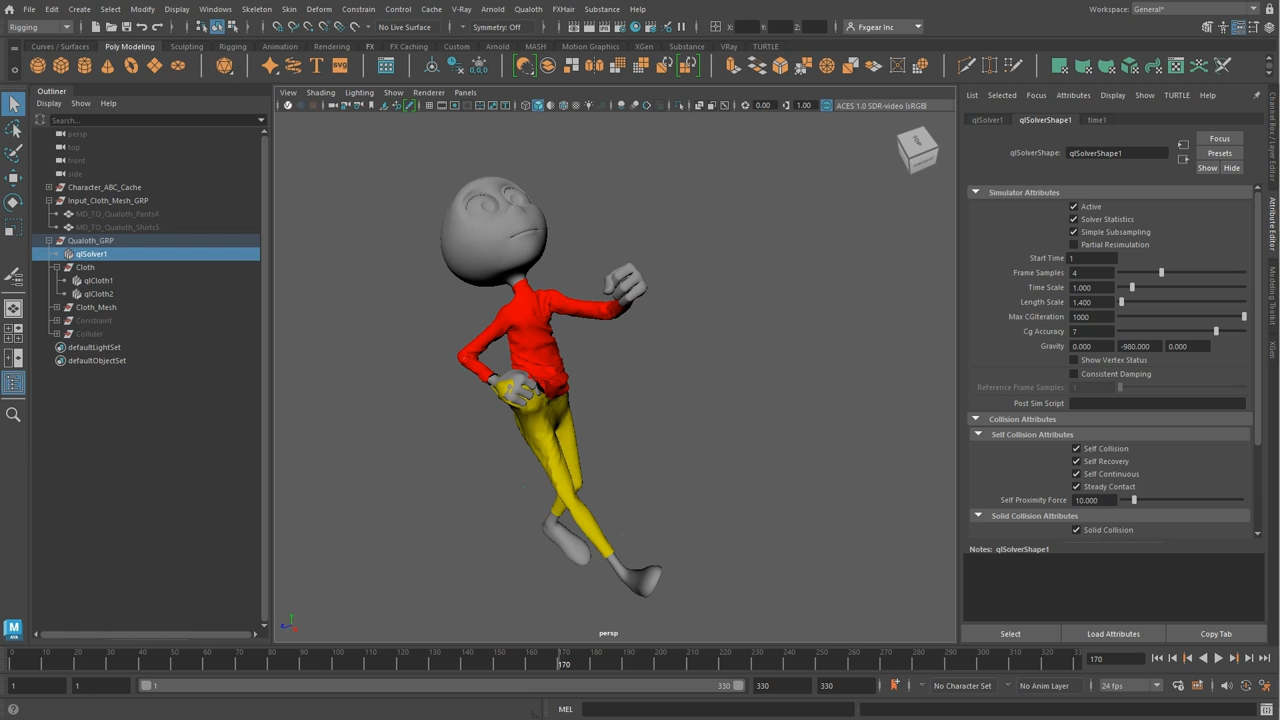 File Edit Create Select Modify Display Windows Skeleton Skin Deform Constrain Control Cache V-Ray Arnold Qualoth FXHair Substance Help Workspace: General*
Rigging No Live Surface Symmetry: Off X: Y: Z: Fxgear Inc
Curves / Surfaces Poly Modeling Sculpting Rigging Animation Rendering FX FX Caching Custom Arnold MASH Motion Graphics XGen Substance VRay TURTLE
Outliner
Display Show Help
Search...
persp
top
front
side
Character_ABC_Cache
Input_Cloth_Mesh_GRP
MD_TO_Qualoth_Pants4
MD_TO_Qualoth_Shirts5
Qualoth_GRP
qlSolver1
Cloth
qlCloth1
qlCloth2
Cloth_Mesh
Constraint
Collider
defaultLightSet
defaultObjectSet
View Shading Lighting Show Renderer Panels
0.00 1.00 ACES 1.0 SDR-video (sRGB)
TOP
persp
List Selected Focus Attributes Display Show TURTLE Help
qlSolver1 qlSolverShape1 time1
Focus
qlSolverShape: qlSolverShape1 Presets
Show Hide
Simulator Attributes
Active
Solver Statistics
Simple Subsampling
Partial Resimulation
Start Time 1
Frame Samples 4
Time Scale 1.000
Length Scale 1.400
Max CGIteration 1000
Cg Accuracy 7
Gravity 0.000 -980.000 0.000
Show Vertex Status
Consistent Damping
Reference Frame Samples 1
Post Sim Script
Collision Attributes
Self Collision Attributes
Self Collision
Self Recovery
Self Continuous
Steady Contact
Self Proximity Force 10.000
Solid Collision Attributes
Solid Collision
Notes: qlSolverShape1
Select Load Attributes Copy Tab
Channel Box / Layer Editor
Attribute Editor
Modeling Toolkit
XGen
0 10 20 30 40 50 60 70 80 90 100 110 120 130 140 150 160 170 180 190 200 210 220 230 240 250 260 270 280 290 300 310 320 33
170
170
1 1 1 330 330 330 No Character Set No Anim Layer 24 fps
MEL